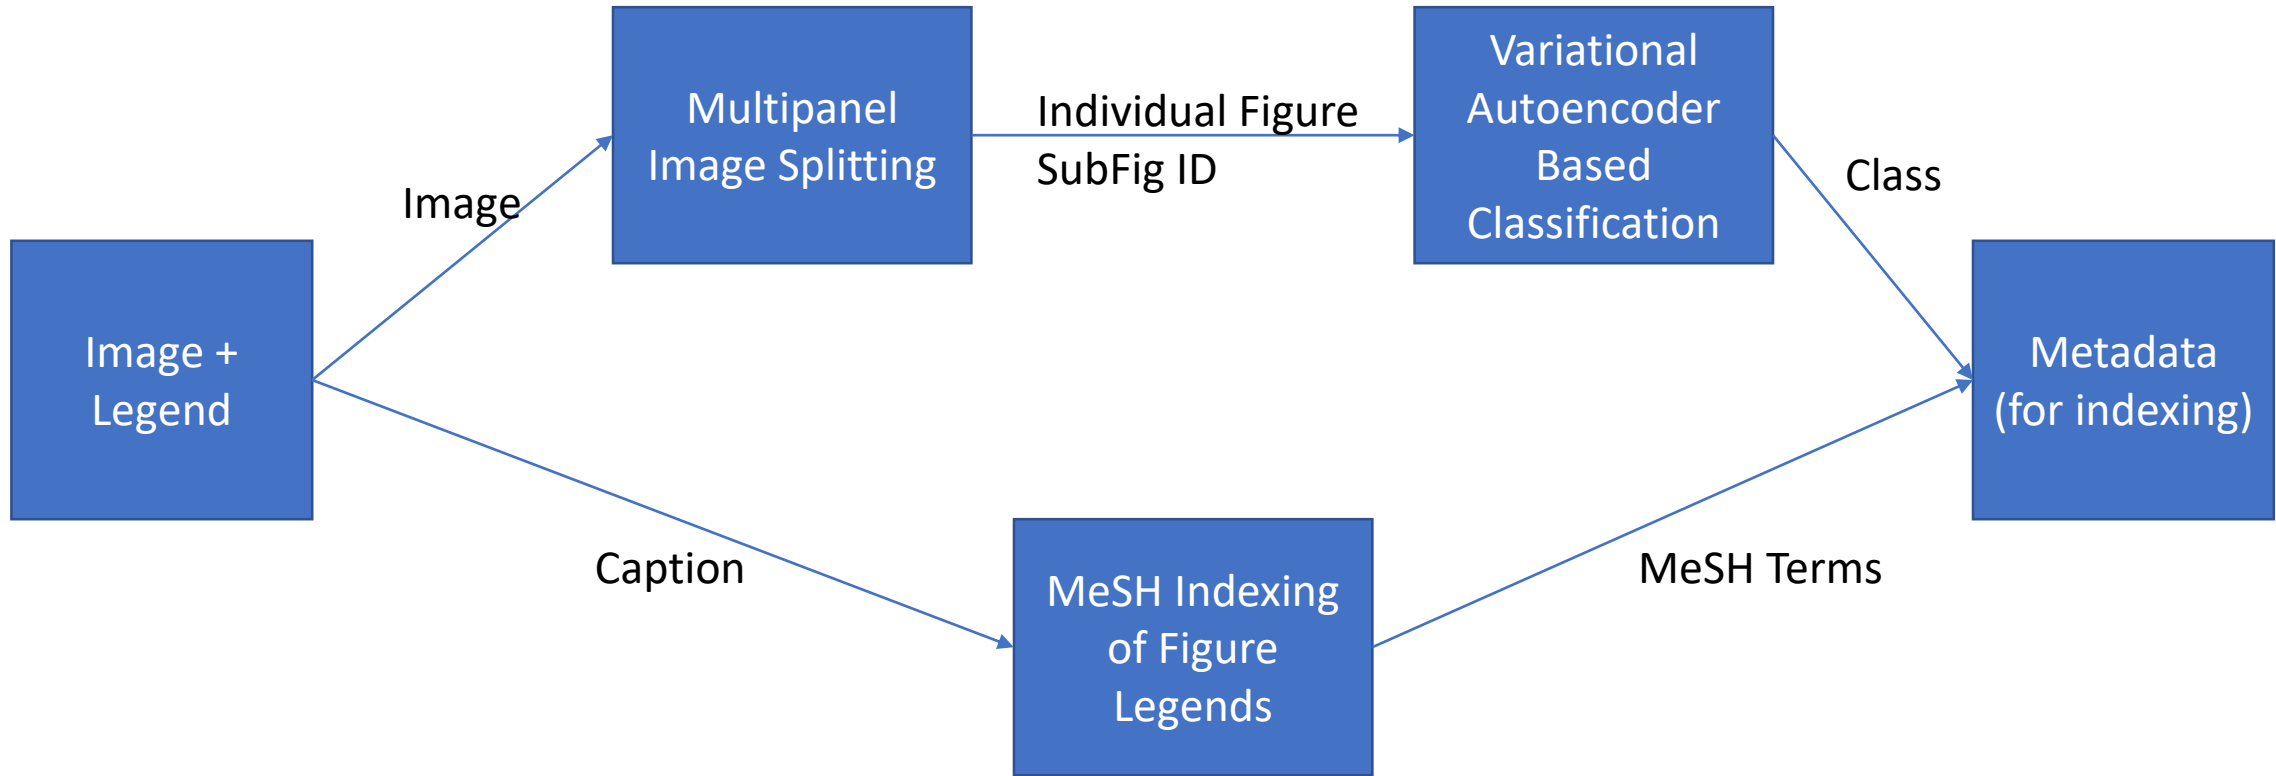 Image +
Legend
Image
Multipanel
Image Splitting
Individual Figure
SubFig ID
Variational
Autoencoder
Based
Classification
Class
Caption
MeSH Indexing
of Figure
Legends
MeSH Terms
Metadata
(for indexing)